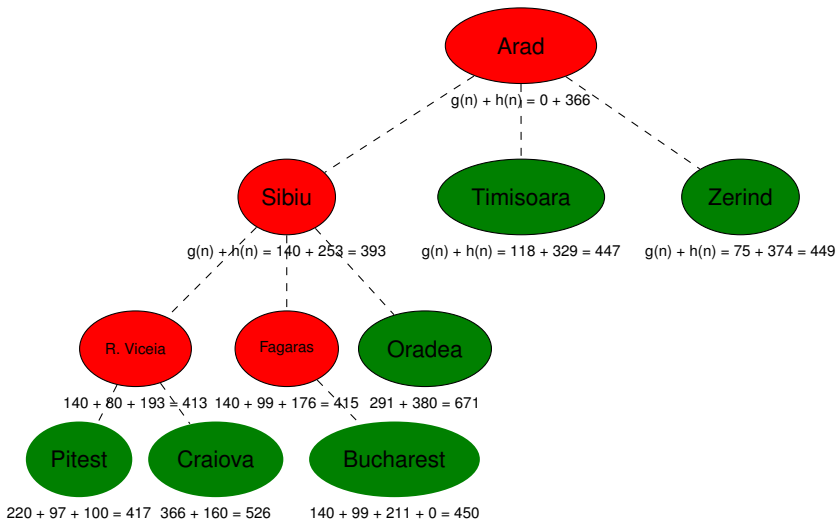 Arad
g(n) + h(n) = 0 + 366
Sibiu
Timisoara
Zerind
g(n) + h(n) = 140 + 253 = 393
g(n) + h(n) = 118 + 329 = 447
g(n) + h(n) = 75 + 374 = 449
R. Viceia
Fagaras
Oradea
140 + 80 + 193 = 413
140 + 99 + 176 = 415
291 + 380 = 671
Pitest
Craiova
Bucharest
220 + 97 + 100 = 417
366 + 160 = 526
140 + 99 + 211 + 0 = 450